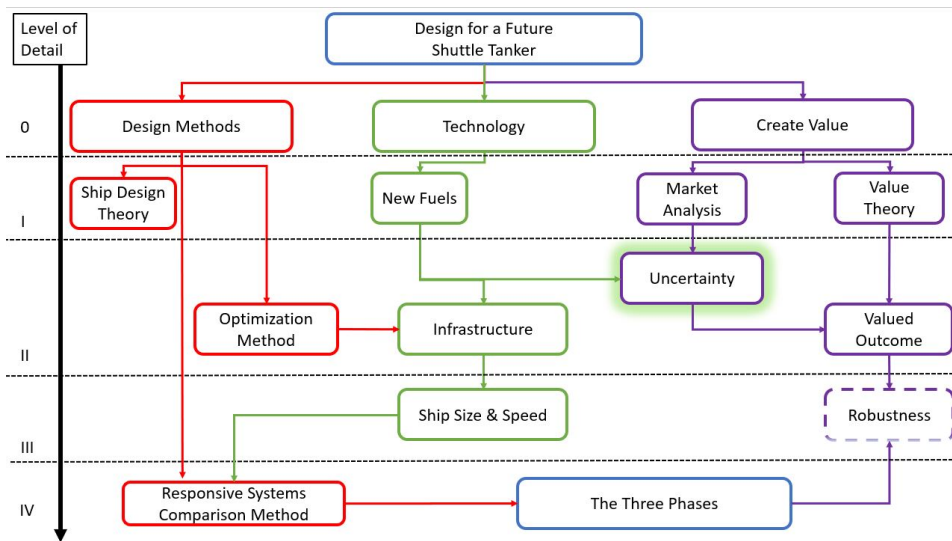 Level of
Detail
Design for a Future
Shuttle Tanker
0
Design Methods
Technology
Create Value
I
Ship Design
Theory
New Fuels
Market
Analysis
Value
Theory
Uncertainty
II
Optimization
Method
Infrastructure
Valued
Outcome
III
Ship Size & Speed
Robustness
IV
Responsive Systems
Comparison Method
The Three Phases